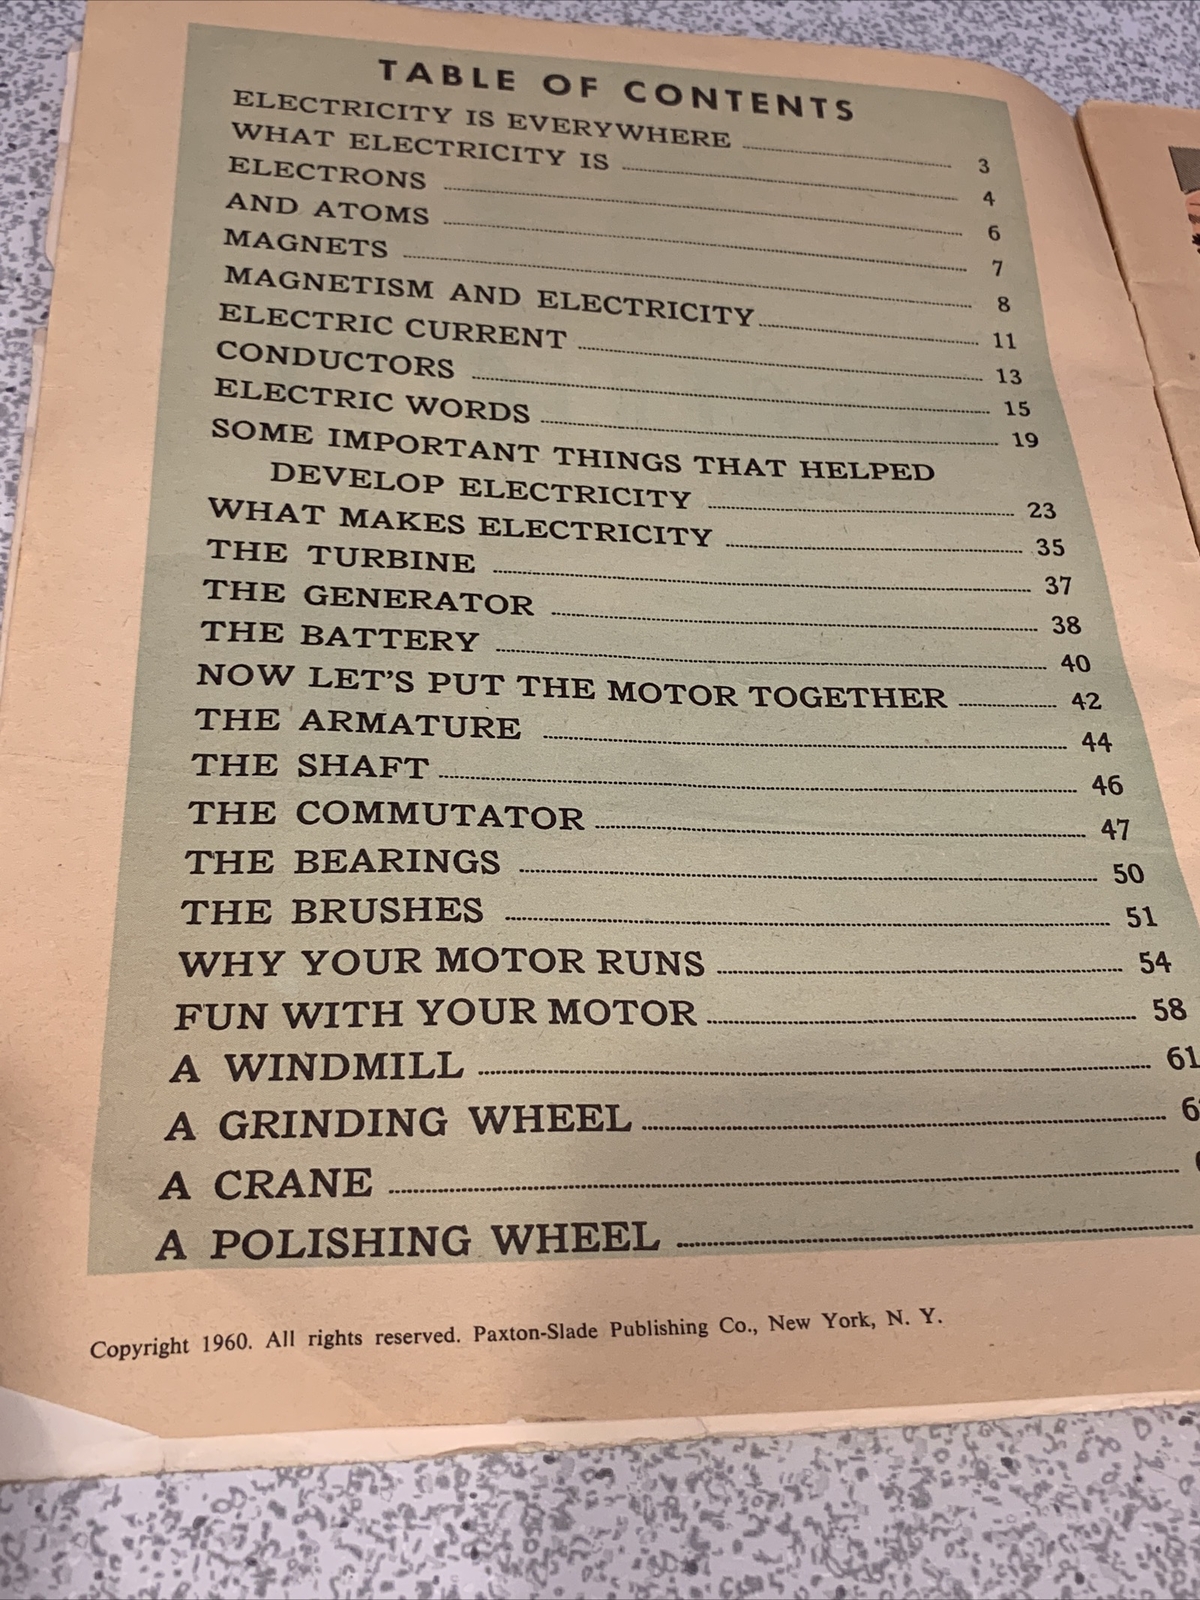 TABLE OF CONTENTS
ELECTRICITY IS EVERYWHERE 3
WHAT ELECTRICITY IS 4
ELECTRONS 6
AND ATOMS 7
MAGNETS 8
MAGNETISM AND ELECTRICITY 11
ELECTRIC CURRENT 13
CONDUCTORS 15
ELECTRIC WORDS 19
SOME IMPORTANT THINGS THAT HELPED
DEVELOP ELECTRICITY 23
WHAT MAKES ELECTRICITY 35
THE TURBINE 37
THE GENERATOR 38
THE BATTERY 40
NOW LET'S PUT THE MOTOR TOGETHER 42
THE ARMATURE 44
THE SHAFT 46
THE COMMUTATOR 47
THE BEARINGS 50
THE BRUSHES 51
WHY YOUR MOTOR RUNS 54
FUN WITH YOUR MOTOR 58
A WINDMILL 61
A GRINDING WHEEL
A CRANE
A POLISHING WHEEL
Copyright 1960. All rights reserved. Paxton-Slade Publishing Co., New York, N. Y.